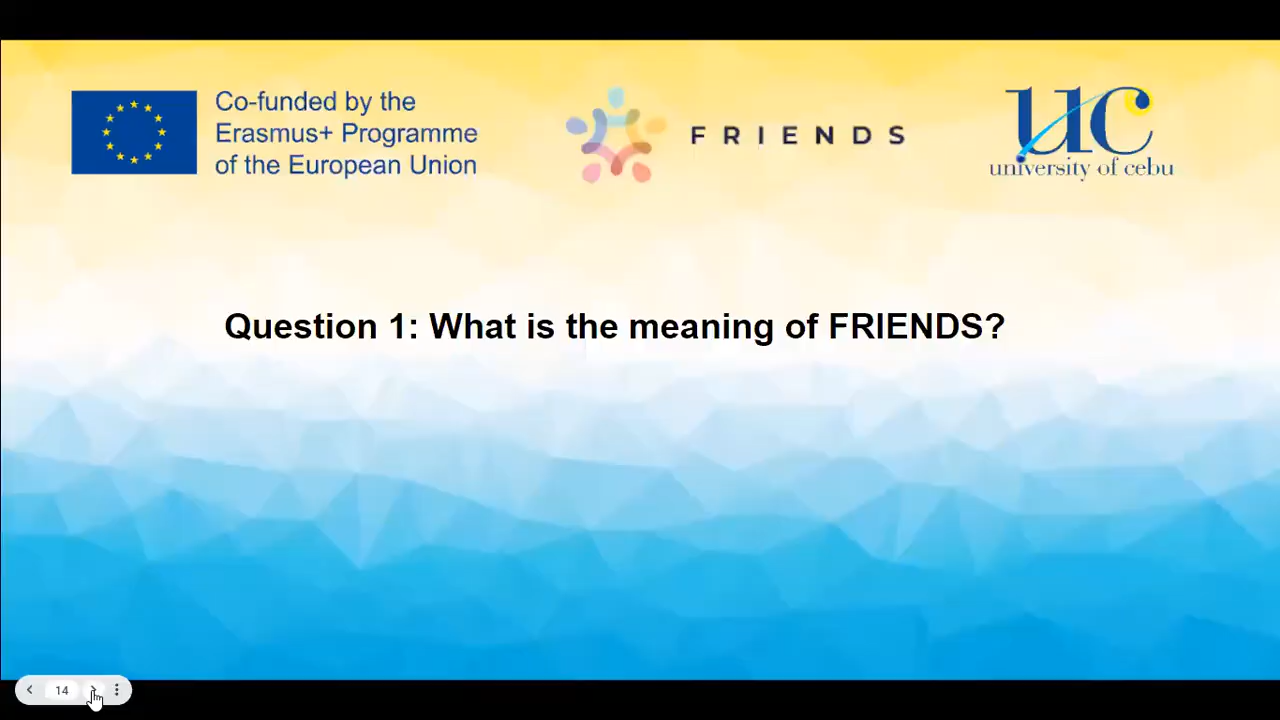 Co-funded by the
Erasmus+ Programme
of the European Union
FRIENDS
uc
university of cebu
Question 1: What is the meaning of FRIENDS?
14